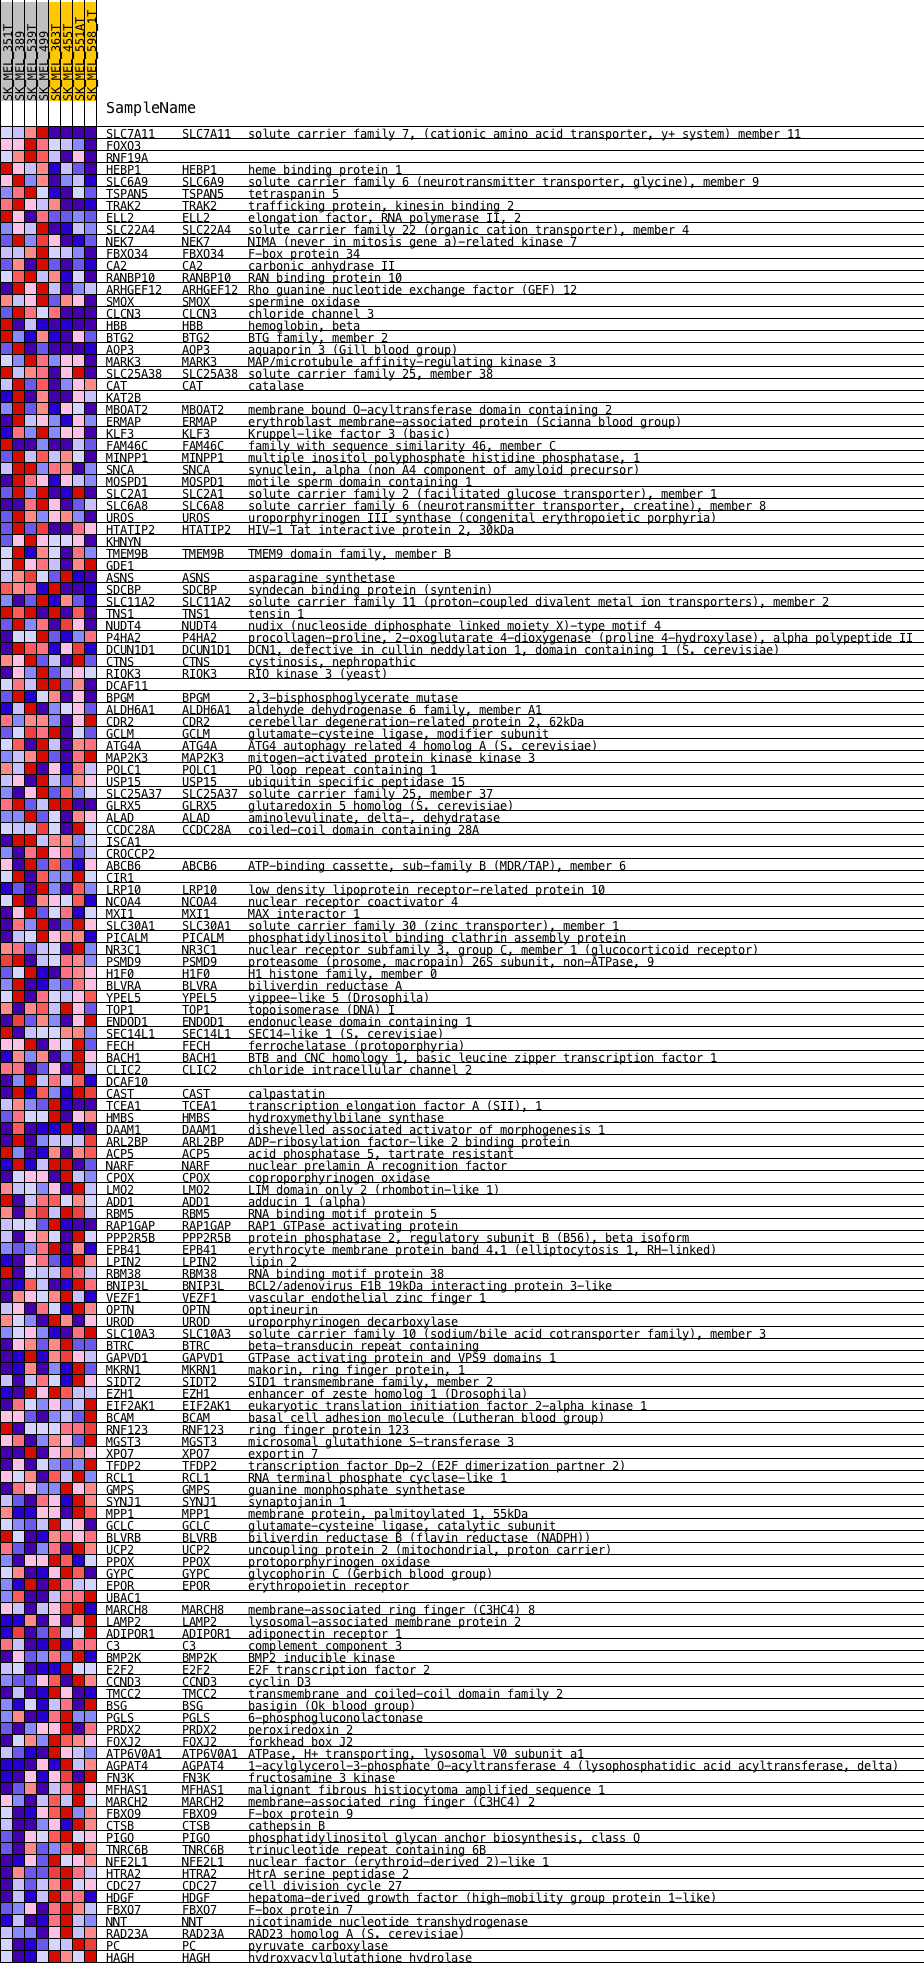 SK_MEL_351T
SK_MEL_389
SK_MEL_539T
SK_MEL_499
SK_MEL_363T
SK_MEL_455T
SK_MEL_551AT
SK_MEL_598_1T
SampleName
SLC7A11 SLC7A11 solute carrier family 7, (cationic amino acid transporter, y+ system) member 11
FOXO3
RNF19A
HEBP1 HEBP1 heme binding protein 1
SLC6A9 SLC6A9 solute carrier family 6 (neurotransmitter transporter, glycine), member 9
TSPAN5 TSPAN5 tetraspanin 5
TRAK2 TRAK2 trafficking protein, kinesin binding 2
ELL2 ELL2 elongation factor, RNA polymerase II, 2
SLC22A4 SLC22A4 solute carrier family 22 (organic cation transporter), member 4
NEK7 NEK7 NIMA (never in mitosis gene a)-related kinase 7
FBXO34 FBXO34 F-box protein 34
CA2 CA2 carbonic anhydrase II
RANBP10 RANBP10 RAN binding protein 10
ARHGEF12 ARHGEF12 Rho guanine nucleotide exchange factor (GEF) 12
SMOX SMOX spermine oxidase
CLCN3 CLCN3 chloride channel 3
HBB HBB hemoglobin, beta
BTG2 BTG2 BTG family, member 2
AQP3 AQP3 aquaporin 3 (Gill blood group)
MARK3 MARK3 MAP/microtubule affinity-regulating kinase 3
SLC25A38 SLC25A38 solute carrier family 25, member 38
CAT CAT catalase
KAT2B
MBOAT2 MBOAT2 membrane bound O-acyltransferase domain containing 2
ERMAP ERMAP erythroblast membrane-associated protein (Scianna blood group)
KLF3 KLF3 Kruppel-like factor 3 (basic)
FAM46C FAM46C family with sequence similarity 46, member C
MINPP1 MINPP1 multiple inositol polyphosphate histidine phosphatase, 1
SNCA SNCA synuclein, alpha (non A4 component of amyloid precursor)
MOSPD1 MOSPD1 motile sperm domain containing 1
SLC2A1 SLC2A1 solute carrier family 2 (facilitated glucose transporter), member 1
SLC6A8 SLC6A8 solute carrier family 6 (neurotransmitter transporter, creatine), member 8
UROS UROS uroporphyrinogen III synthase (congenital erythropoietic porphyria)
HTATIP2 HTATIP2 HIV-1 Tat interactive protein 2, 30kDa
KHNYN
TMEM9B TMEM9B TMEM9 domain family, member B
GDE1
ASNS ASNS asparagine synthetase
SDCBP SDCBP syndecan binding protein (syntenin)
SLC11A2 SLC11A2 solute carrier family 11 (proton-coupled divalent metal ion transporters), member 2
TNS1 TNS1 tensin 1
NUDT4 NUDT4 nudix (nucleoside diphosphate linked moiety X)-type motif 4
P4HA2 P4HA2 procollagen-proline, 2-oxoglutarate 4-dioxygenase (proline 4-hydroxylase), alpha polypeptide II
DCUN1D1 DCUN1D1 DCN1, defective in cullin neddylation 1, domain containing 1 (S. cerevisiae)
CTNS CTNS cystinosis, nephropathic
RIOK3 RIOK3 RIO kinase 3 (yeast)
DCAF11
BPGM BPGM 2,3-bisphosphoglycerate mutase
ALDH6A1 ALDH6A1 aldehyde dehydrogenase 6 family, member A1
CDR2 CDR2 cerebellar degeneration-related protein 2, 62kDa
GCLM GCLM glutamate-cysteine ligase, modifier subunit
ATG4A ATG4A ATG4 autophagy related 4 homolog A (S. cerevisiae)
MAP2K3 MAP2K3 mitogen-activated protein kinase kinase 3
PQLC1 PQLC1 PQ loop repeat containing 1
USP15 USP15 ubiquitin specific peptidase 15
SLC25A37 SLC25A37 solute carrier family 25, member 37
GLRX5 GLRX5 glutaredoxin 5 homolog (S. cerevisiae)
ALAD ALAD aminolevulinate, delta-, dehydratase
CCDC28A CCDC28A coiled-coil domain containing 28A
ISCA1
CROCCP2
ABCB6 ABCB6 ATP-binding cassette, sub-family B (MDR/TAP), member 6
CIR1
LRP10 LRP10 low density lipoprotein receptor-related protein 10
NCOA4 NCOA4 nuclear receptor coactivator 4
MXI1 MXI1 MAX interactor 1
SLC30A1 SLC30A1 solute carrier family 30 (zinc transporter), member 1
PICALM PICALM phosphatidylinositol binding clathrin assembly protein
NR3C1 NR3C1 nuclear receptor subfamily 3, group C, member 1 (glucocorticoid receptor)
PSMD9 PSMD9 proteasome (prosome, macropain) 26S subunit, non-ATPase, 9
H1F0 H1F0 H1 histone family, member 0
BLVRA BLVRA biliverdin reductase A
YPEL5 YPEL5 yippee-like 5 (Drosophila)
TOP1 TOP1 topoisomerase (DNA) I
ENDOD1 ENDOD1 endonuclease domain containing 1
SEC14L1 SEC14L1 SEC14-like 1 (S. cerevisiae)
FECH FECH ferrochelatase (protoporphyria)
BACH1 BACH1 BTB and CNC homology 1, basic leucine zipper transcription factor 1
CLIC2 CLIC2 chloride intracellular channel 2
DCAF10
CAST CAST calpastatin
TCEA1 TCEA1 transcription elongation factor A (SII), 1
HMBS HMBS hydroxymethylbilane synthase
DAAM1 DAAM1 dishevelled associated activator of morphogenesis 1
ARL2BP ARL2BP ADP-ribosylation factor-like 2 binding protein
ACP5 ACP5 acid phosphatase 5, tartrate resistant
NARF NARF nuclear prelamin A recognition factor
CPOX CPOX coproporphyrinogen oxidase
LMO2 LMO2 LIM domain only 2 (rhombotin-like 1)
ADD1 ADD1 adducin 1 (alpha)
RBM5 RBM5 RNA binding motif protein 5
RAP1GAP RAP1GAP RAP1 GTPase activating protein
PPP2R5B PPP2R5B protein phosphatase 2, regulatory subunit B (B56), beta isoform
EPB41 EPB41 erythrocyte membrane protein band 4.1 (elliptocytosis 1, RH-linked)
LPIN2 LPIN2 lipin 2
RBM38 RBM38 RNA binding motif protein 38
BNIP3L BNIP3L BCL2/adenovirus E1B 19kDa interacting protein 3-like
VEZF1 VEZF1 vascular endothelial zinc finger 1
OPTN OPTN optineurin
UROD UROD uroporphyrinogen decarboxylase
SLC10A3 SLC10A3 solute carrier family 10 (sodium/bile acid cotransporter family), member 3
BTRC BTRC beta-transducin repeat containing
GAPVD1 GAPVD1 GTPase activating protein and VPS9 domains 1
MKRN1 MKRN1 makorin, ring finger protein, 1
SIDT2 SIDT2 SID1 transmembrane family, member 2
EZH1 EZH1 enhancer of zeste homolog 1 (Drosophila)
EIF2AK1 EIF2AK1 eukaryotic translation initiation factor 2-alpha kinase 1
BCAM BCAM basal cell adhesion molecule (Lutheran blood group)
RNF123 RNF123 ring finger protein 123
MGST3 MGST3 microsomal glutathione S-transferase 3
XPO7 XPO7 exportin 7
TFDP2 TFDP2 transcription factor Dp-2 (E2F dimerization partner 2)
RCL1 RCL1 RNA terminal phosphate cyclase-like 1
GMPS GMPS guanine monphosphate synthetase
SYNJ1 SYNJ1 synaptojanin 1
MPP1 MPP1 membrane protein, palmitoylated 1, 55kDa
GCLC GCLC glutamate-cysteine ligase, catalytic subunit
BLVRB BLVRB biliverdin reductase B (flavin reductase (NADPH))
UCP2 UCP2 uncoupling protein 2 (mitochondrial, proton carrier)
PPOX PPOX protoporphyrinogen oxidase
GYPC GYPC glycophorin C (Gerbich blood group)
EPOR EPOR erythropoietin receptor
UBAC1
MARCH8 MARCH8 membrane-associated ring finger (C3HC4) 8
LAMP2 LAMP2 lysosomal-associated membrane protein 2
ADIPOR1 ADIPOR1 adiponectin receptor 1
C3 C3 complement component 3
BMP2K BMP2K BMP2 inducible kinase
E2F2 E2F2 E2F transcription factor 2
CCND3 CCND3 cyclin D3
TMCC2 TMCC2 transmembrane and coiled-coil domain family 2
BSG BSG basigin (Ok blood group)
PGLS PGLS 6-phosphogluconolactonase
PRDX2 PRDX2 peroxiredoxin 2
FOXJ2 FOXJ2 forkhead box J2
ATP6V0A1 ATP6V0A1 ATPase, H+ transporting, lysosomal V0 subunit a1
AGPAT4 AGPAT4 1-acylglycerol-3-phosphate O-acyltransferase 4 (lysophosphatidic acid acyltransferase, delta)
FN3K FN3K fructosamine 3 kinase
MFHAS1 MFHAS1 malignant fibrous histiocytoma amplified sequence 1
MARCH2 MARCH2 membrane-associated ring finger (C3HC4) 2
FBXO9 FBXO9 F-box protein 9
CTSB CTSB cathepsin B
PIGQ PIGQ phosphatidylinositol glycan anchor biosynthesis, class Q
TNRC6B TNRC6B trinucleotide repeat containing 6B
NFE2L1 NFE2L1 nuclear factor (erythroid-derived 2)-like 1
HTRA2 HTRA2 HtrA serine peptidase 2
CDC27 CDC27 cell division cycle 27
HDGF HDGF hepatoma-derived growth factor (high-mobility group protein 1-like)
FBXO7 FBXO7 F-box protein 7
NNT NNT nicotinamide nucleotide transhydrogenase
RAD23A RAD23A RAD23 homolog A (S. cerevisiae)
PC PC pyruvate carboxylase
HAGH HAGH hydroxyacylglutathione hydrolase